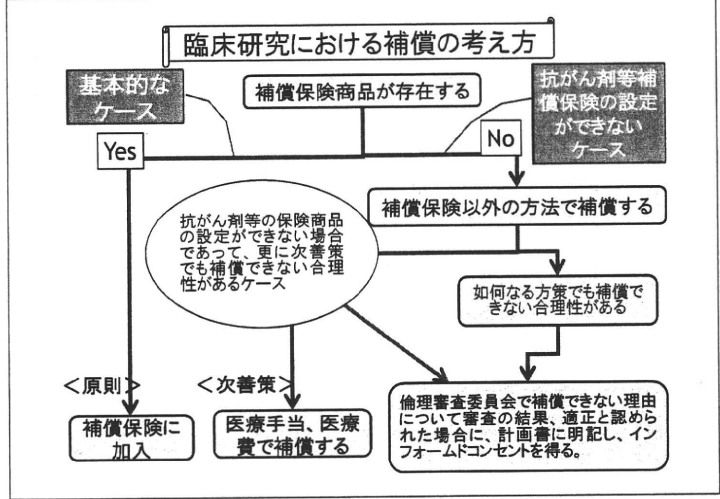 臨床研究における補償の考え方
基本的な
ケース
補償保険商品が存在する
抗がん剤等補
償保険の設定
ができない
ケース
Yes
No
補償保険以外の方法で補償する
抗がん剤等の保険商品
の設定ができない場合
であって、更に次善策
でも補償できない合理
性があるケース
如何なる方策でも補償で
きない合理性がある
＜原則＞
＜次善策＞
補償保険に
加入
医療手当、医療
費で補償する
倫理審査委員会で補償できない理由
について審査の結果、適正と認めら
れた場合に、計画書に明記し、イン
フォームドコンセントを得る。